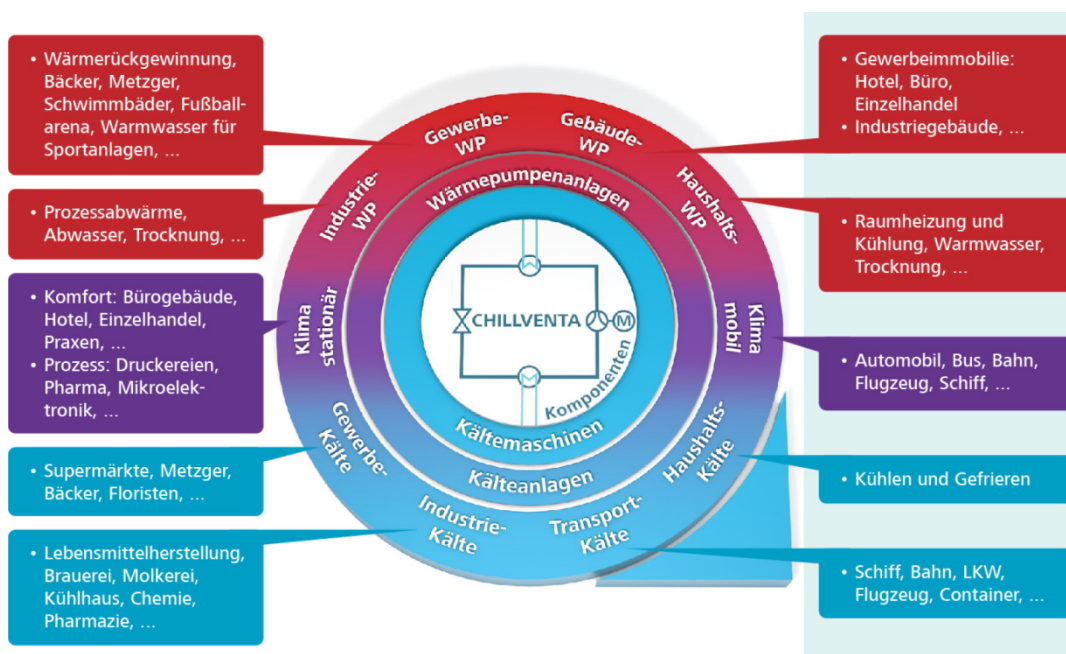 • Wärmerückgewinnung,
Bäcker, Metzger,
Schwimmbäder, Fußball-
arena, Warmwasser für
Sportanlagen, ...
• Prozessabwärme,
Abwasser, Trocknung, ...
• Komfort: Bürogebäude,
Hotel, Einzelhandel,
Praxen, ...
• Prozess: Druckereien,
Pharma, Mikroelek-
tronik, ...
• Supermärkte, Metzger,
Bäcker, Floristen, ...
• Lebensmittelherstellung,
Brauerei, Molkerei,
Kühlhaus, Chemie,
Pharmazie, ...
Gewerbe-
WP
Gebäude-
WP
Industrie-
WP
Haushalts-
WP
Wärmepumpenanlagen
Klima
stationär
Klima
mobil
CHILLVENTA
M
Komponenten
Kältemaschinen
Kälteanlagen
Gewerbe-
Kälte
Haushalts-
Kälte
Industrie-
Kälte
Transport-
Kälte
• Gewerbeimmobilie:
Hotel, Büro,
Einzelhandel
• Industriegebäude, ...
• Raumheizung und
Kühlung, Warmwasser,
Trocknung, ...
• Automobil, Bus, Bahn,
Flugzeug, Schiff, ...
• Kühlen und Gefrieren
• Schiff, Bahn, LKW,
Flugzeug, Container, ...